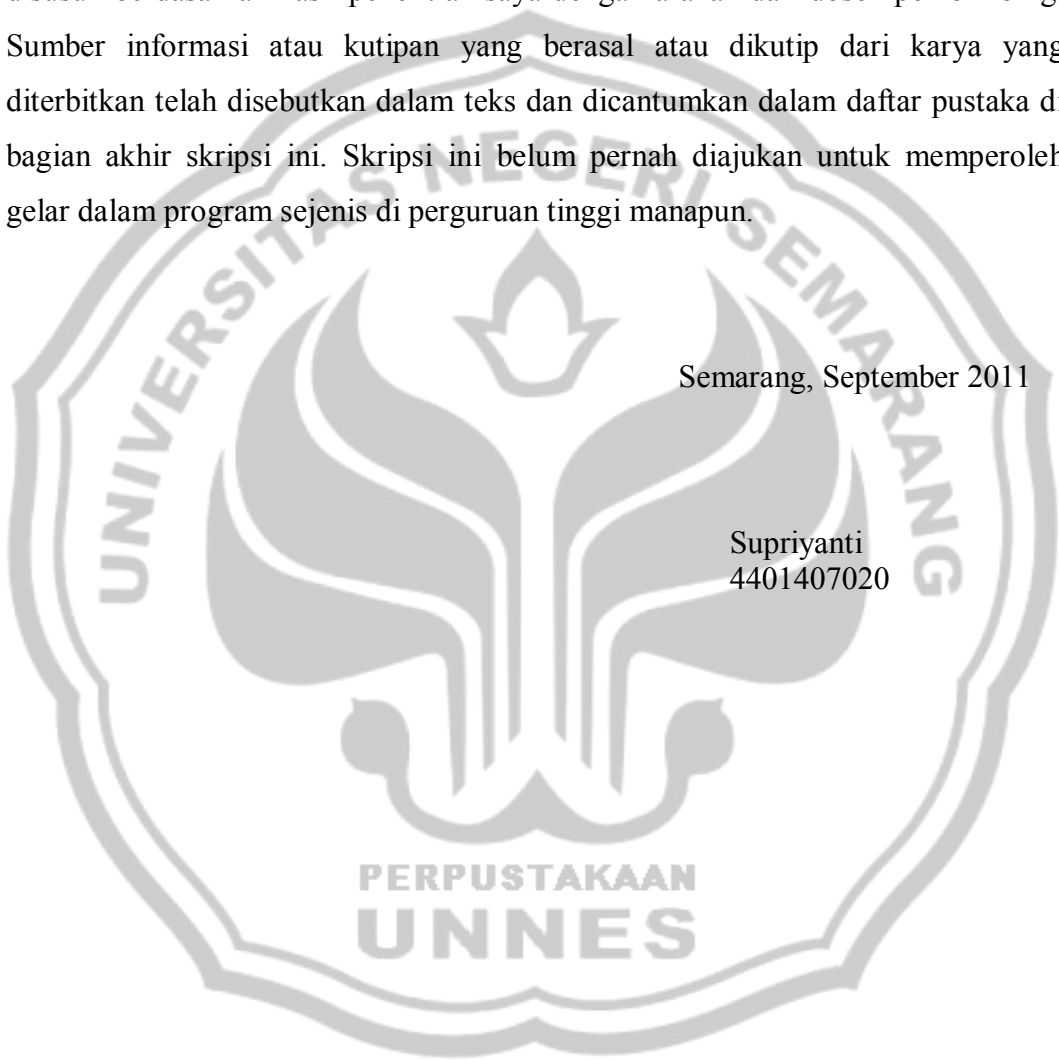 Sumber informasi atau kutipan yang berasal atau dikutip dari karya yang
diterbitkan telah disebutkan dalam teks dan dicantumkan dalam daftar pustaka di
bagian akhir skripsi ini. Skripsi ini belum pernah diajukan untuk memperoleh
gelar dalam program sejenis di perguruan tinggi manapun.
UNIVERSITAS NEGERI SEMARANG
Semarang, September 2011
Supriyanti
4401407020
PERPUSTAKAAN
UNNES